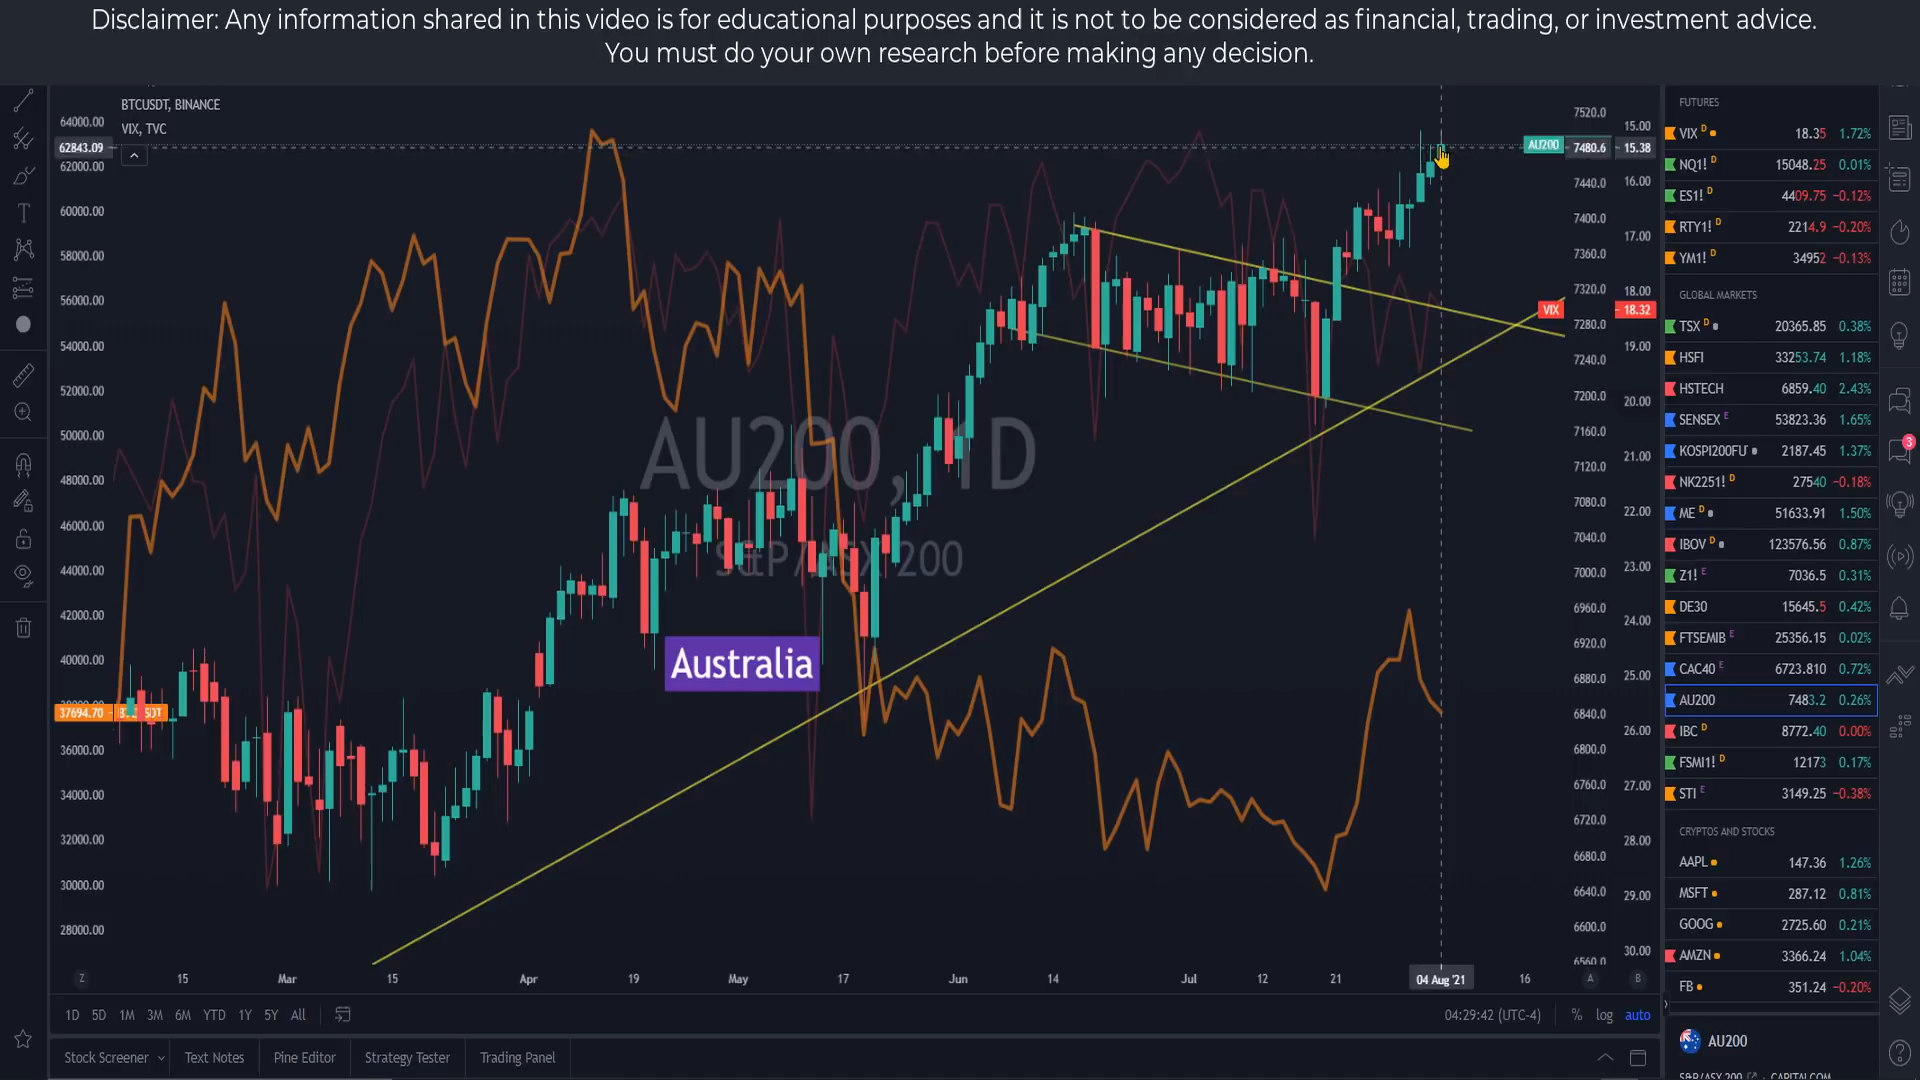 Disclaimer: Any information shared in this video is for educational purposes and it is not to be considered as financial, trading, or investment advice.
You must do your own research before making any decision.
BTCUSDT, BINANCE
VIX, TVC
64000.00
62843.09
62000.00
60000.00
58000.00
56000.00
54000.00
52000.00
50000.00
48000.00
46000.00
44000.00
42000.00
40000.00
37694.70
36000.00
34000.00
32000.00
30000.00
28000.00
AU200, 1D
S&P/ASX 200
Australia
AU200
VIX
7520.0
7480.6
7440.0
7400.0
7360.0
7320.0
7280.0
7240.0
7200.0
7160.0
7120.0
7080.0
7040.0
7000.0
6960.0
6920.0
6880.0
6840.0
6800.0
6760.0
6720.0
6680.0
6640.0
6600.0
6560.0
15.00
15.38
16.00
17.00
18.00
18.32
19.00
20.00
21.00
22.00
23.00
24.00
25.00
26.00
27.00
28.00
29.00
30.00
Z 15 Mar 15 Apr 19 May 17 Jun 14 Jul 12 21 04 Aug '21 16 A B
1D 5D 1M 3M 6M YTD 1Y 5Y All
04:29:42 (UTC-4) % log auto
Stock Screener Text Notes Pine Editor Strategy Tester Trading Panel
FUTURES
VIX D 18.35 1.72%
NQ1! D 15048.25 0.01%
ES1! D 4409.75 −0.12%
RTY1! D 2214.9 −0.20%
YM1! D 34952 −0.13%
GLOBAL MARKETS
TSX D 20365.85 0.38%
HSFI 33253.74 1.18%
HSTECH 6859.40 2.43%
SENSEX E 53823.36 1.65%
KOSPI200FU 2187.45 1.37%
NK2251! D 27540 −0.18%
ME D 51633.91 1.50%
IBOV D 123576.56 0.87%
Z1! E 7036.5 0.31%
DE30 15645.5 0.42%
FTSEMIB E 25356.15 0.02%
CAC40 E 6723.810 0.72%
AU200 7483.2 0.26%
IBC D 8772.40 0.00%
FSMI1! D 12173 0.17%
STI E 3149.25 −0.38%
CRYPTOS AND STOCKS
AAPL 147.36 1.26%
MSFT 287.12 0.81%
GOOG 2725.60 0.21%
AMZN 3366.24 1.04%
FB 351.24 −0.20%
AU200
3